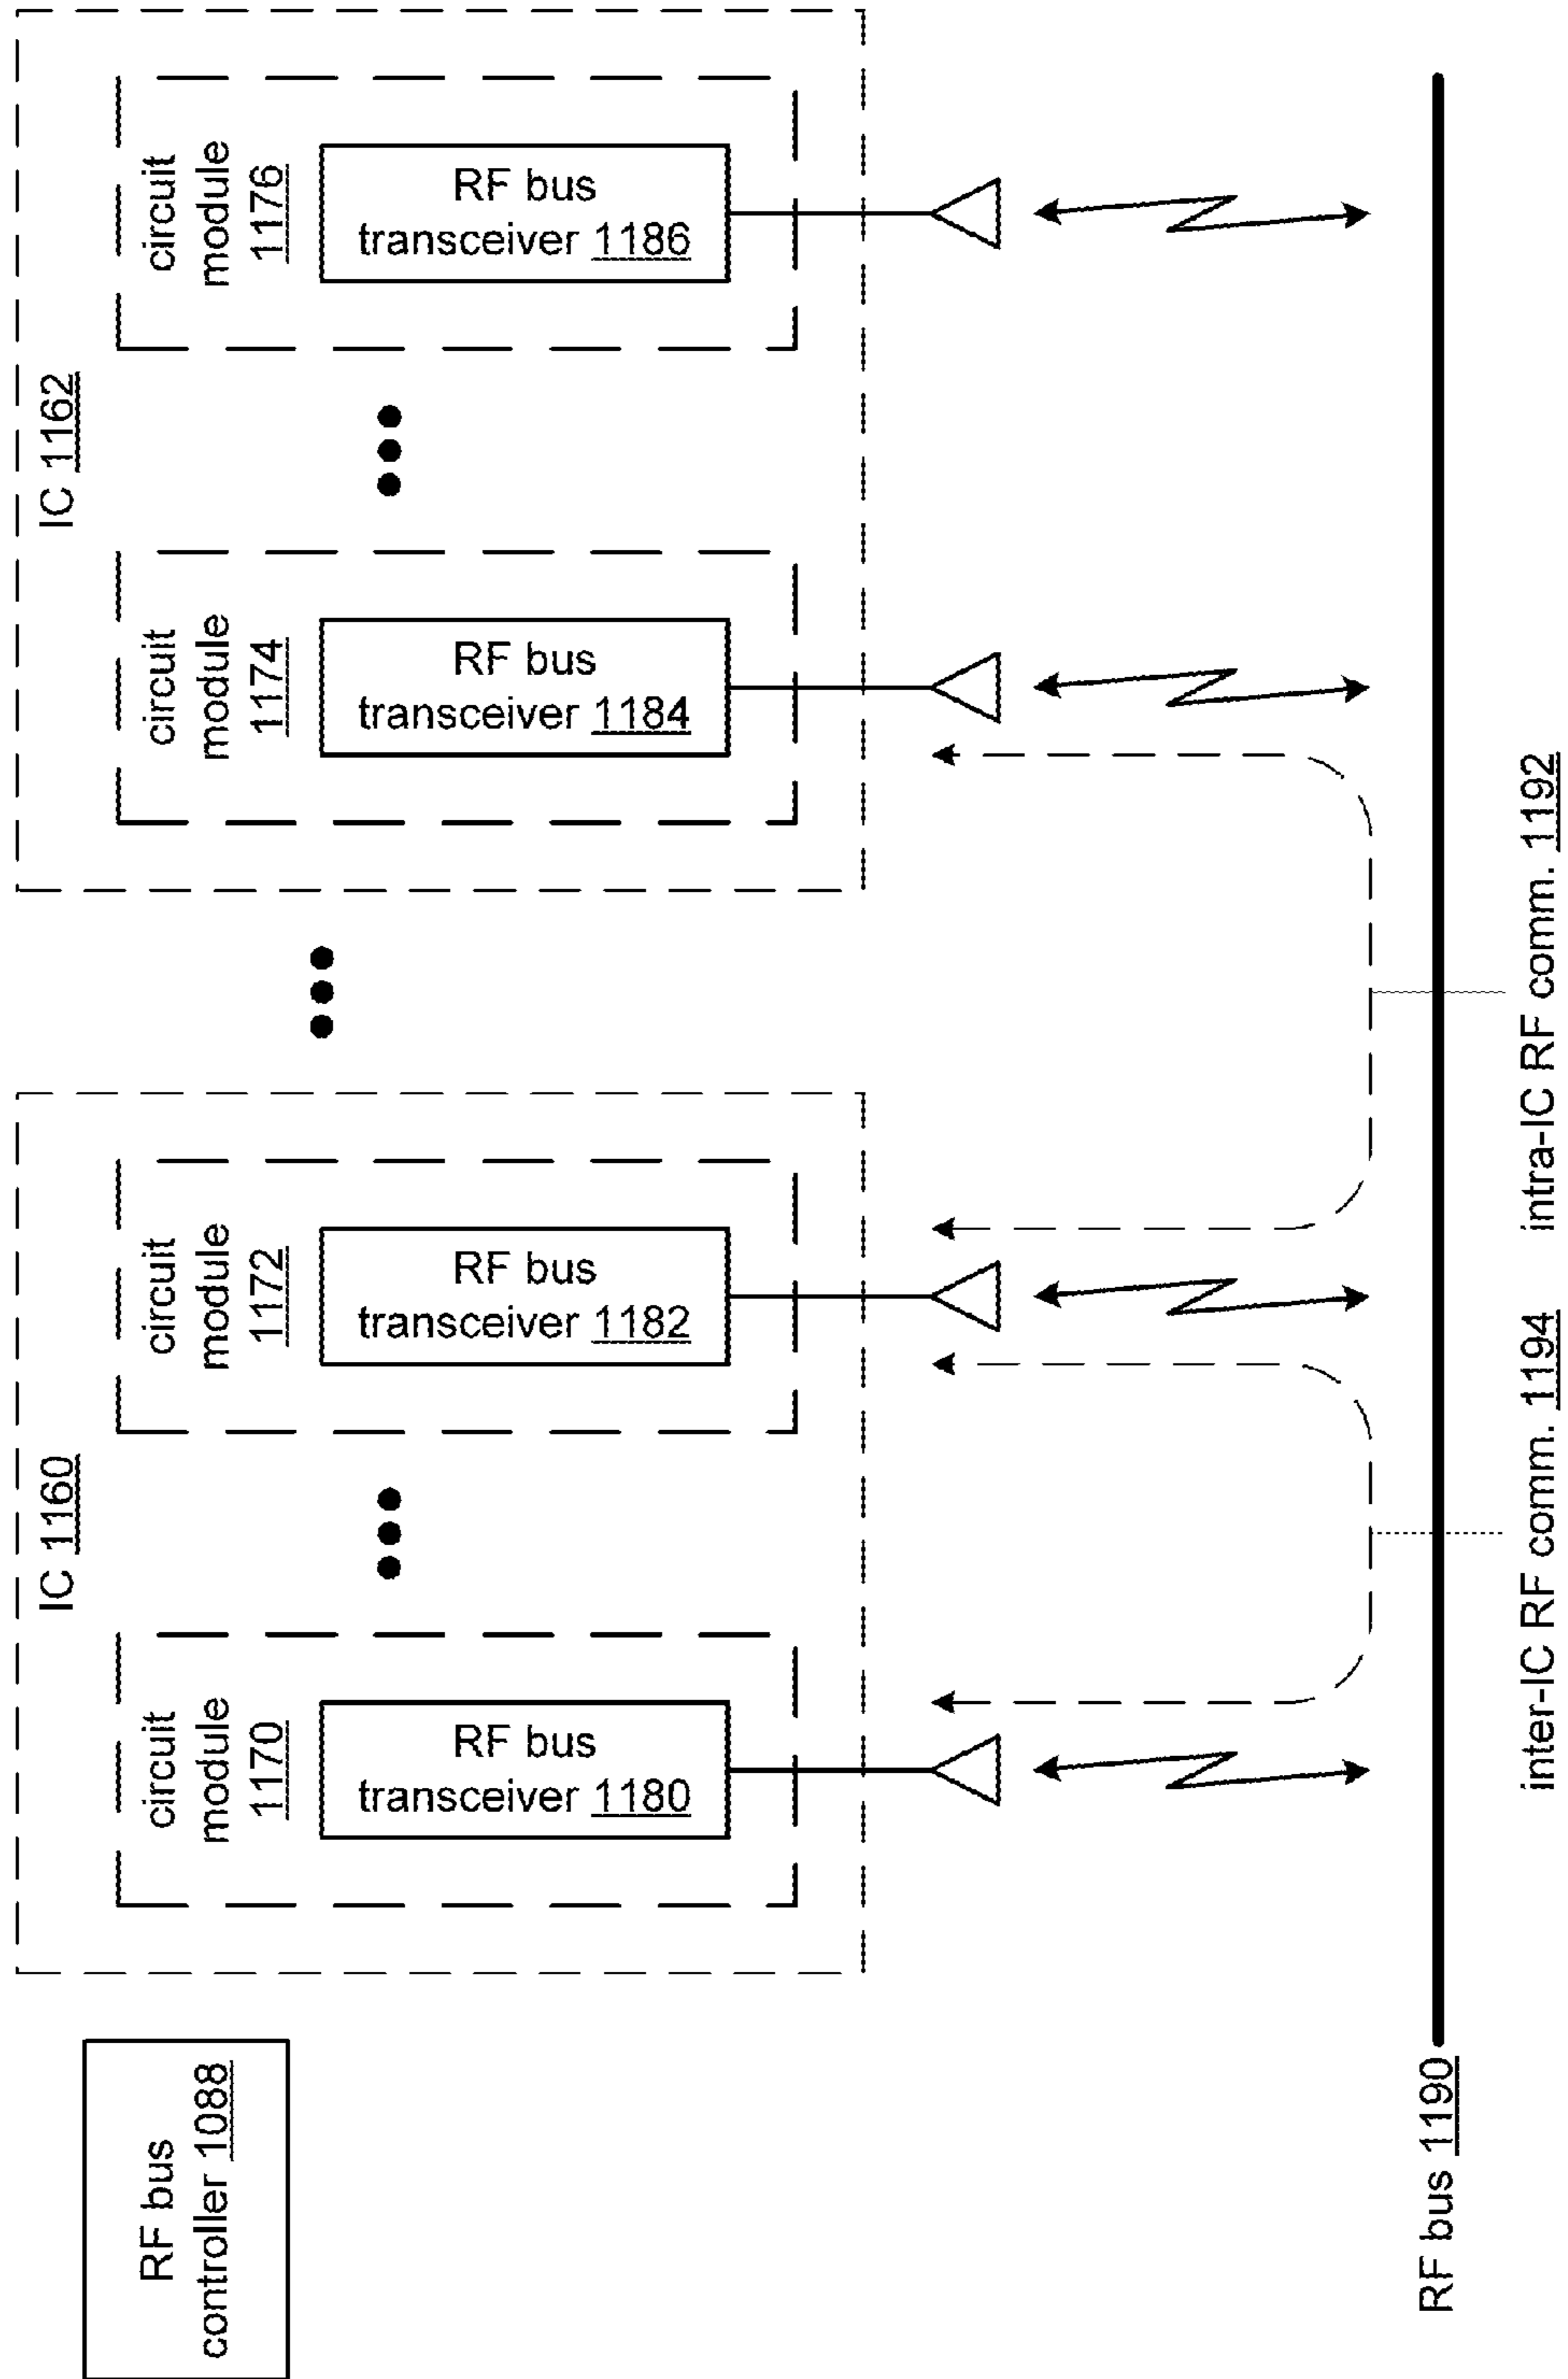 RF bus
controller 1088
IC 1160
circuit
module
1170
RF bus
transceiver 1180
circuit
module
1172
RF bus
transceiver 1182
IC 1162
circuit
module
1174
RF bus
transceiver 1184
circuit
module
1176
RF bus
transceiver 1186
RF bus 1190
inter-IC RF comm. 1194
intra-IC RF comm. 1192